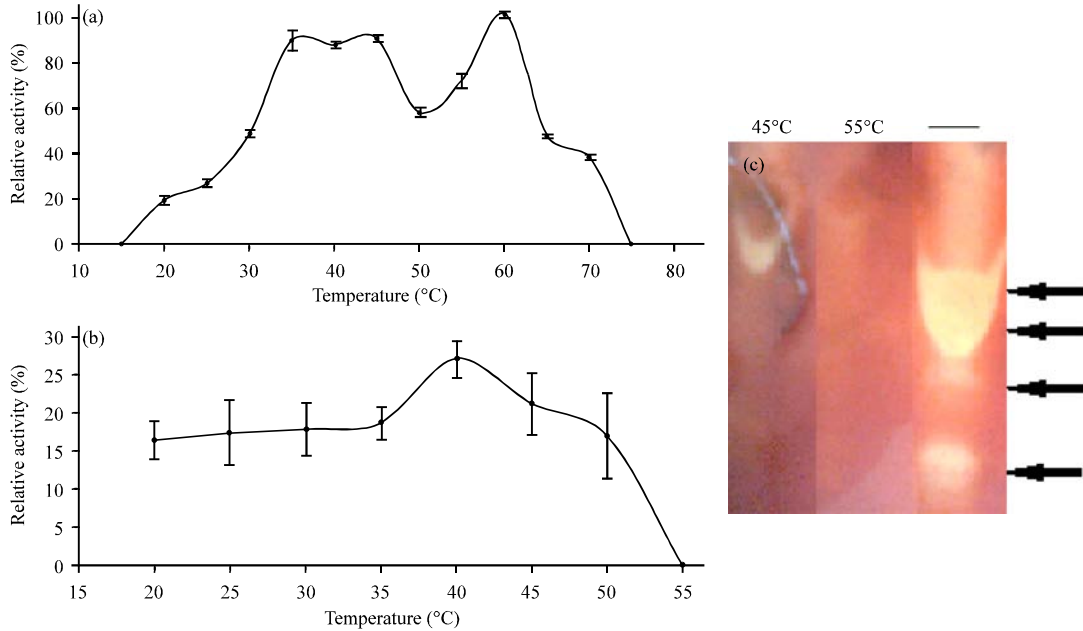 (a)
Relative activity (%)
100
80
60
40
20
0
10 20 30 40 50 60 70 80
Temperature (°C)
(b)
Relative activity (%)
30
25
20
15
10
5
0
15 20 25 30 35 40 45 50 55
Temperature (°C)
45°C 55°C
(c)